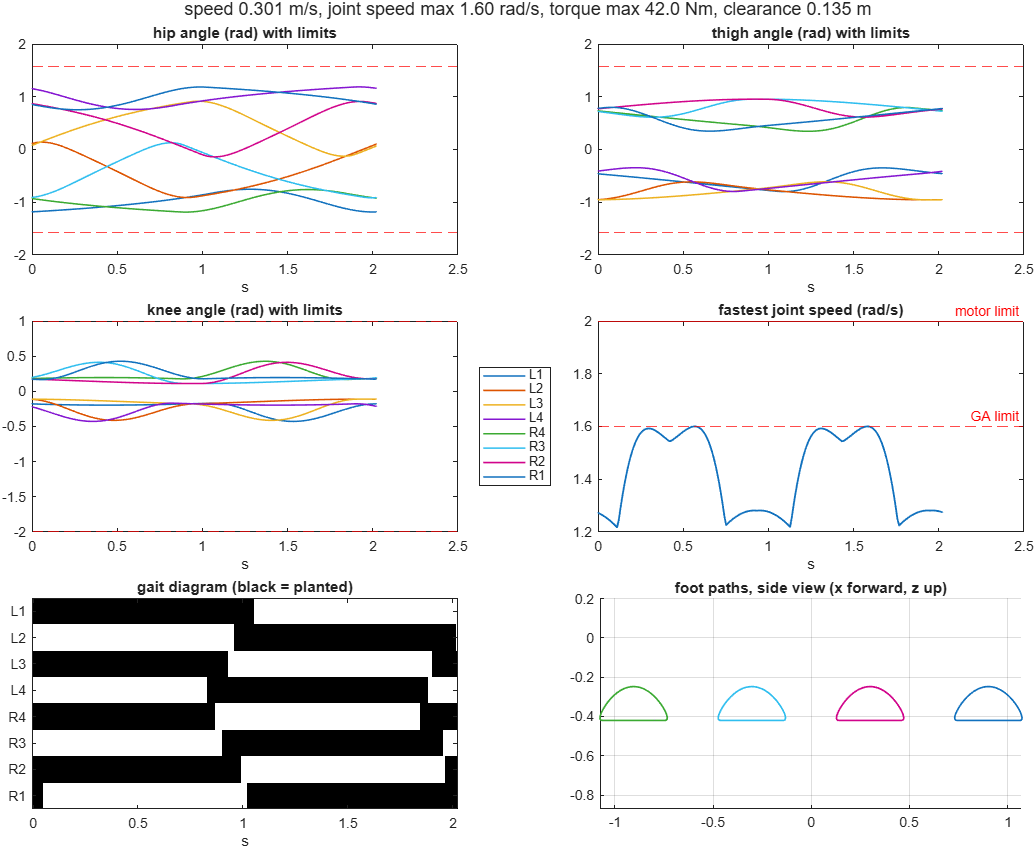 speed 0.301 m/s, joint speed max 1.60 rad/s, torque max 42.0 Nm, clearance 0.135 m
hip angle (rad) with limits
2
1
0
-1
-2
0 0.5 1 1.5 2 2.5
s
thigh angle (rad) with limits
2
1
0
-1
-2
0 0.5 1 1.5 2 2.5
s
knee angle (rad) with limits
1
0.5
0
-0.5
-1
-1.5
-2
0 0.5 1 1.5 2 2.5
s
L1
L2
L3
L4
R4
R3
R2
R1
fastest joint speed (rad/s)
motor limit
GA limit
2
1.8
1.6
1.4
1.2
0 0.5 1 1.5 2 2.5
s
gait diagram (black = planted)
L1
L2
L3
L4
R4
R3
R2
R1
0 0.5 1 1.5 2
s
foot paths, side view (x forward, z up)
0.2
0
-0.2
-0.4
-0.6
-0.8
-1 -0.5 0 0.5 1